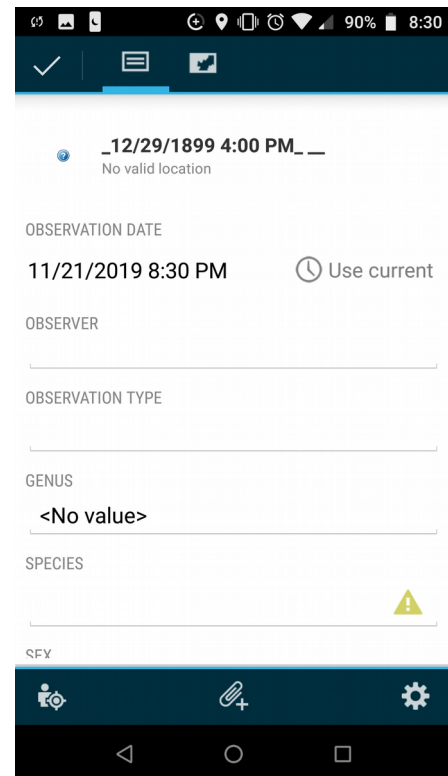 90% 8:30
_12/29/1899 4:00 PM_ __
No valid location
OBSERVATION DATE
11/21/2019 8:30 PM Use current
OBSERVER
OBSERVATION TYPE
GENUS
<No value>
SPECIES
SEX